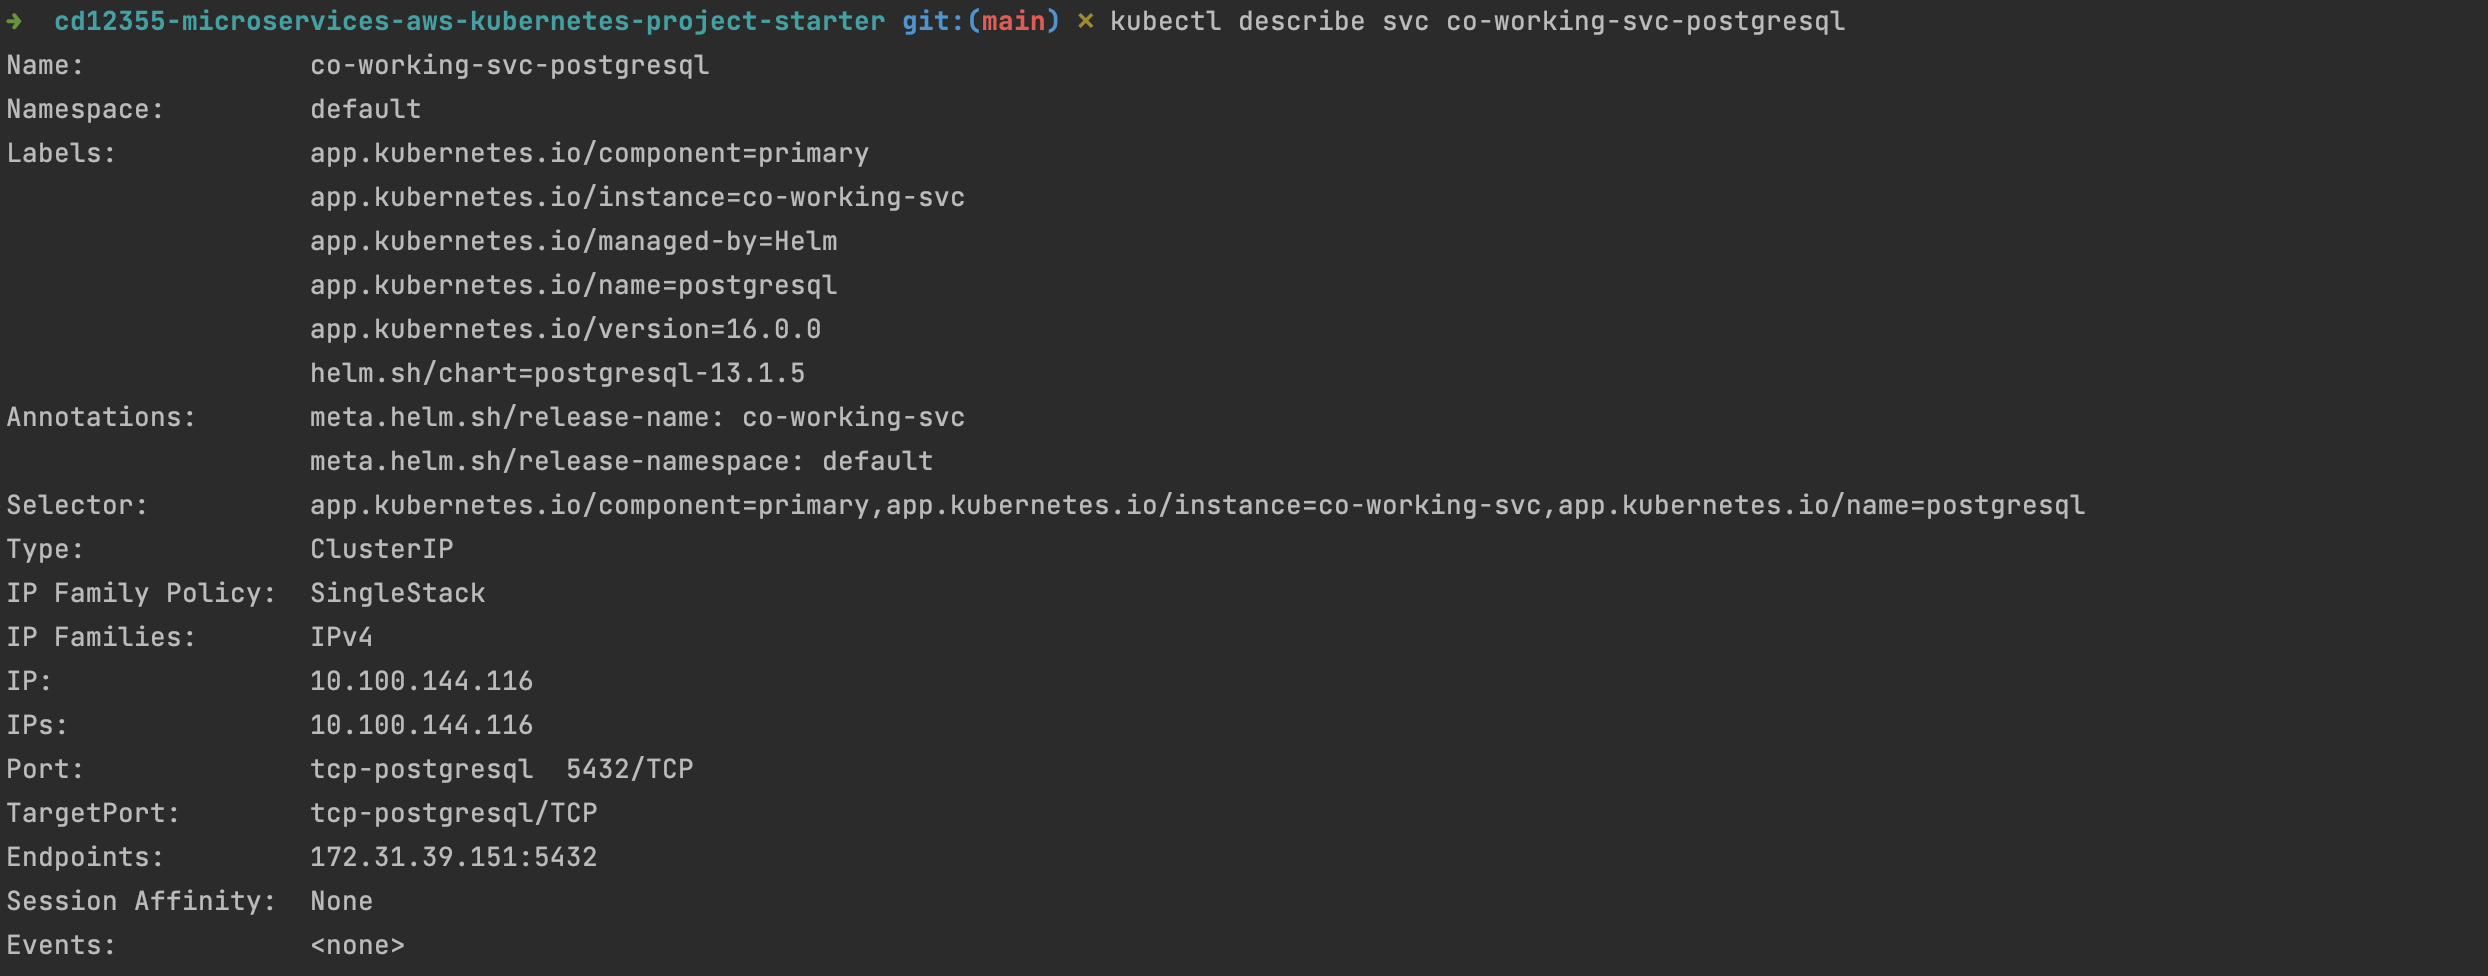 → cd12355-microservices-aws-kubernetes-project-starter git:(main) × kubectl describe svc co-working-svc-postgresql
Name: co-working-svc-postgresql
Namespace: default
Labels: app.kubernetes.io/component=primary
app.kubernetes.io/instance=co-working-svc
app.kubernetes.io/managed-by=Helm
app.kubernetes.io/name=postgresql
app.kubernetes.io/version=16.0.0
helm.sh/chart=postgresql-13.1.5
Annotations: meta.helm.sh/release-name: co-working-svc
meta.helm.sh/release-namespace: default
Selector: app.kubernetes.io/component=primary,app.kubernetes.io/instance=co-working-svc,app.kubernetes.io/name=postgresql
Type: ClusterIP
IP Family Policy: SingleStack
IP Families: IPv4
IP: 10.100.144.116
IPs: 10.100.144.116
Port: tcp-postgresql 5432/TCP
TargetPort: tcp-postgresql/TCP
Endpoints: 172.31.39.151:5432
Session Affinity: None
Events: <none>